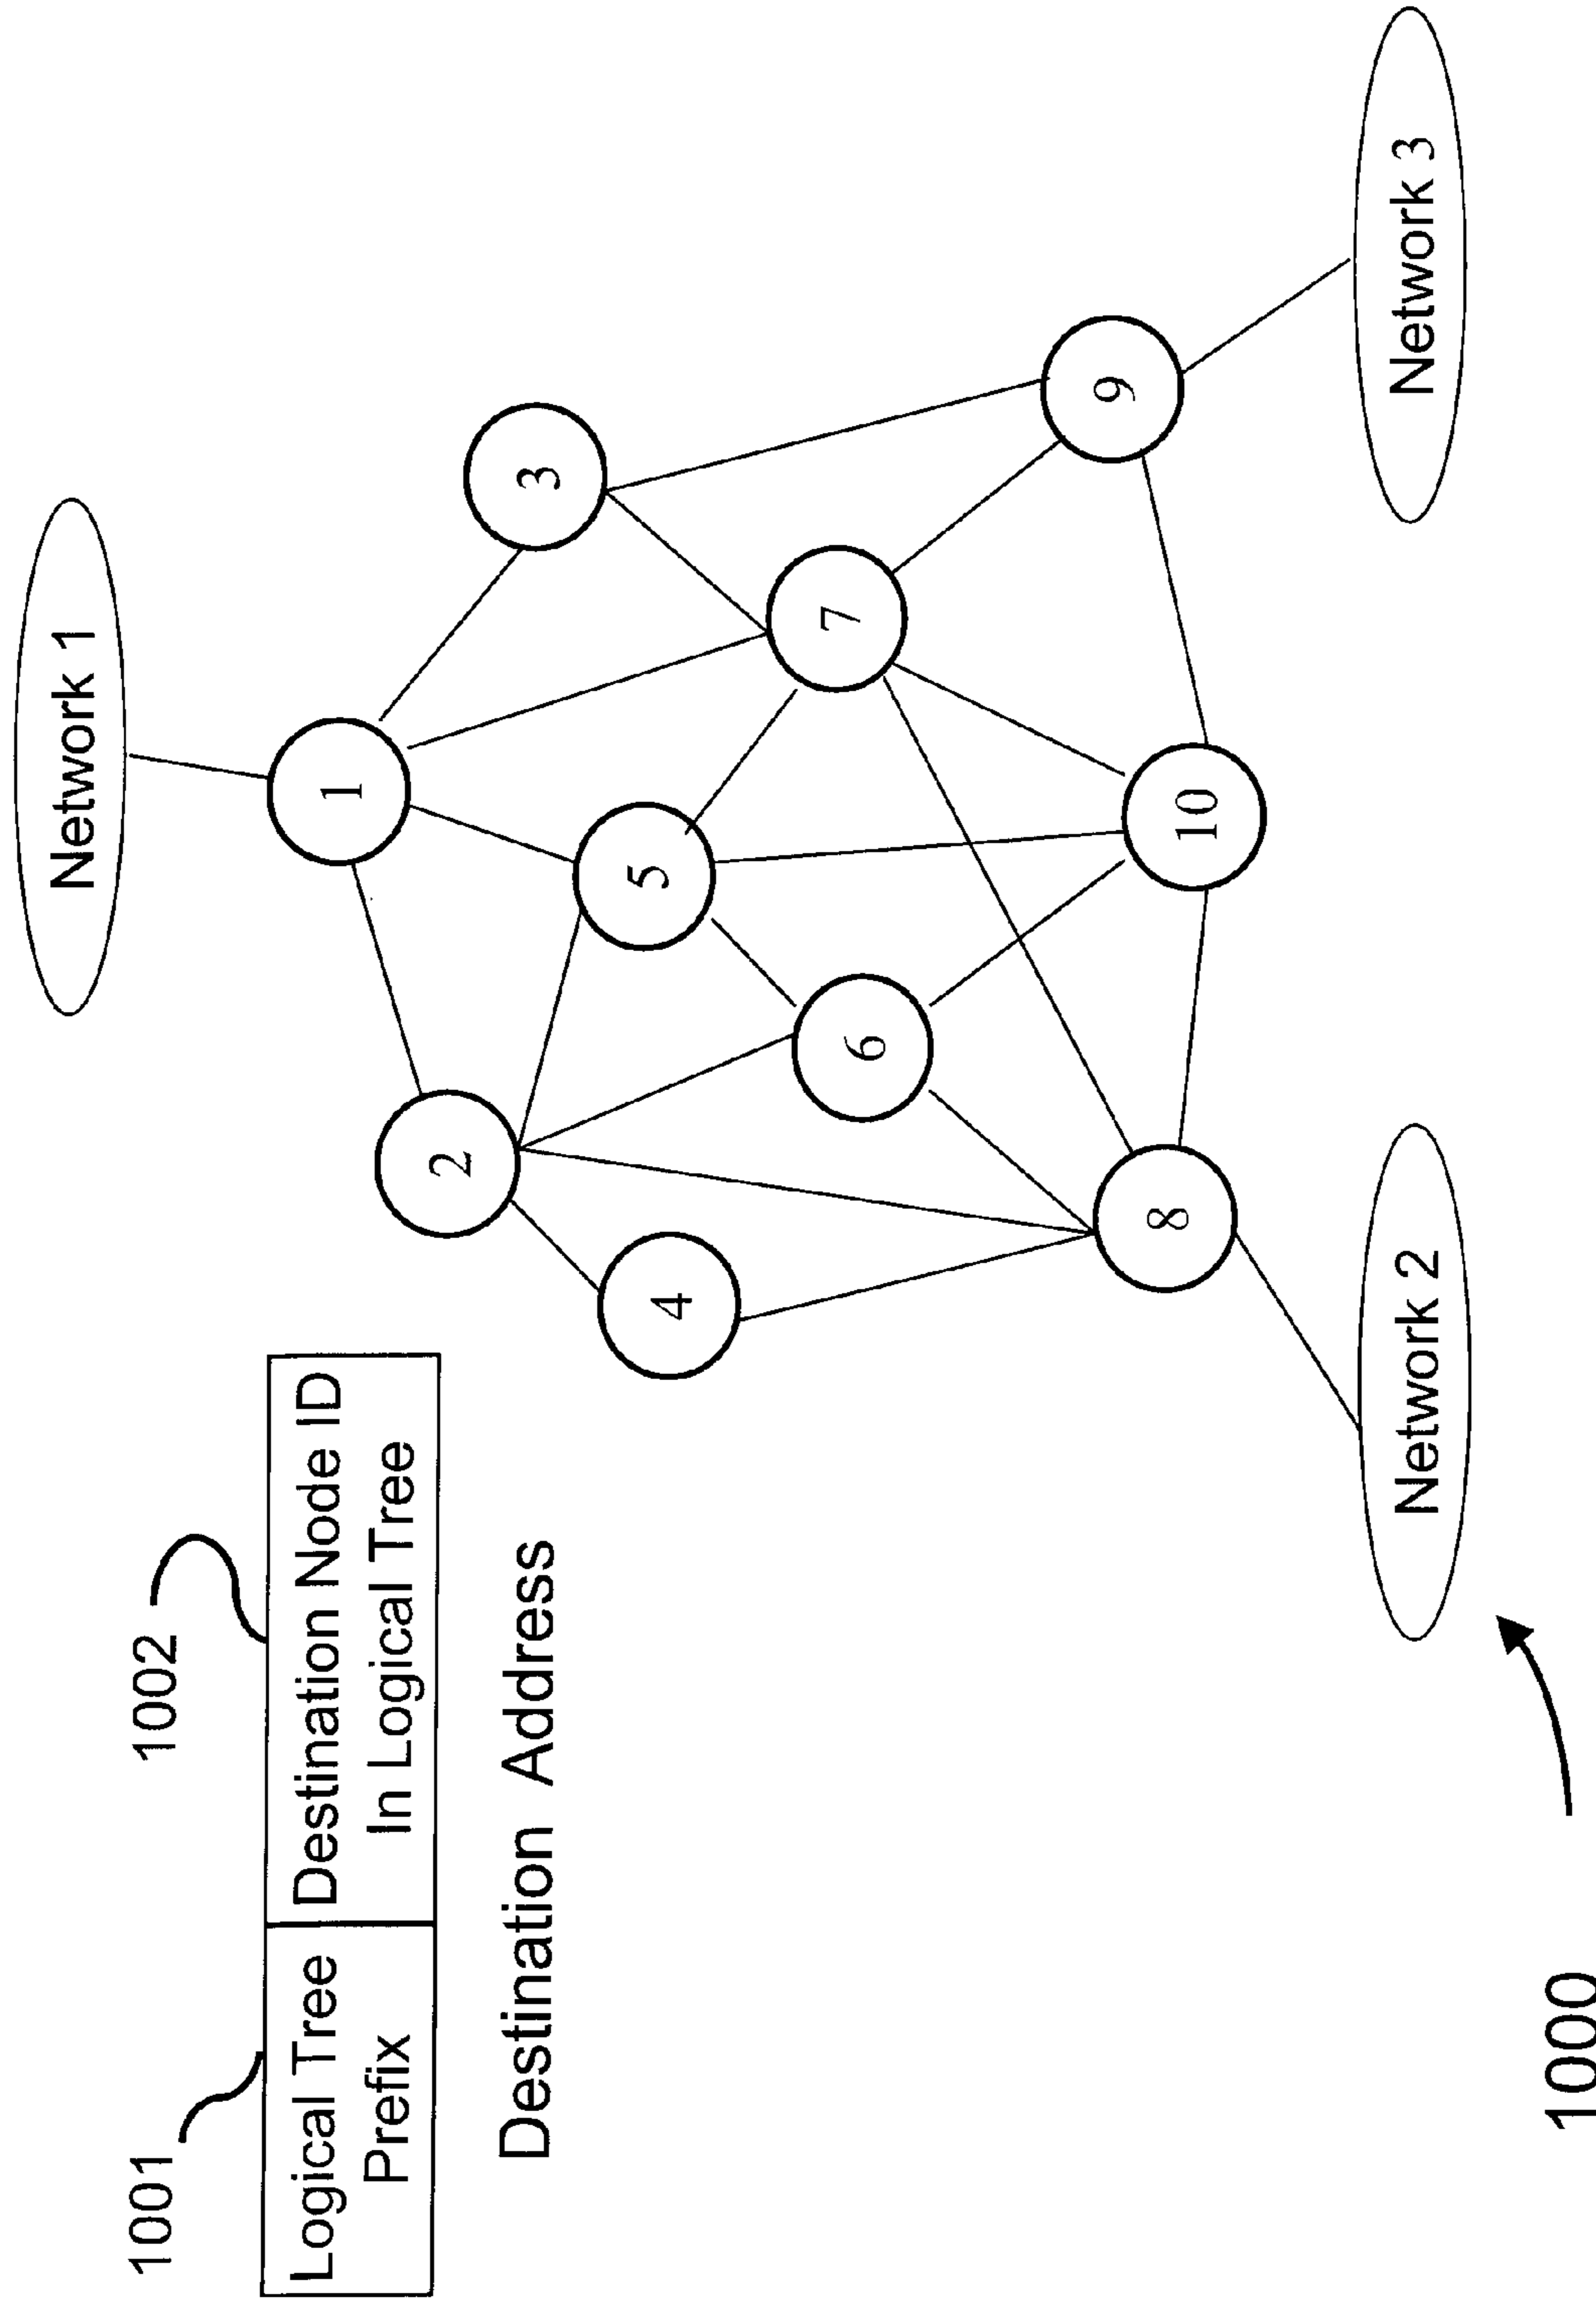 1001
1002
Logical Tree
Prefix
Destination Node ID
In Logical Tree
Destination Address
1000
Network 1
Network 2
Network 3
1
2
3
4
5
6
7
8
9
10